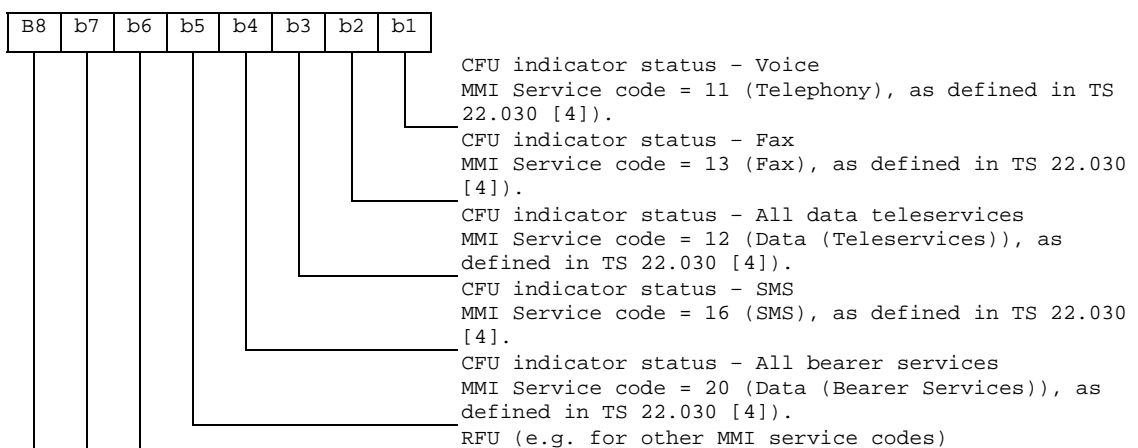 B8 b7 b6 b5 b4 b3 b2 b1
CFU indicator status – Voice
MMI Service code = 11 (Telephony), as defined in TS
22.030 [4]).
CFU indicator status – Fax
MMI Service code = 13 (Fax), as defined in TS 22.030
[4]).
CFU indicator status – All data teleservices
MMI Service code = 12 (Data (Teleservices)), as
defined in TS 22.030 [4]).
CFU indicator status – SMS
MMI Service code = 16 (SMS), as defined in TS 22.030
[4].
CFU indicator status – All bearer services
MMI Service code = 20 (Data (Bearer Services)), as
defined in TS 22.030 [4]).
RFU (e.g. for other MMI service codes)